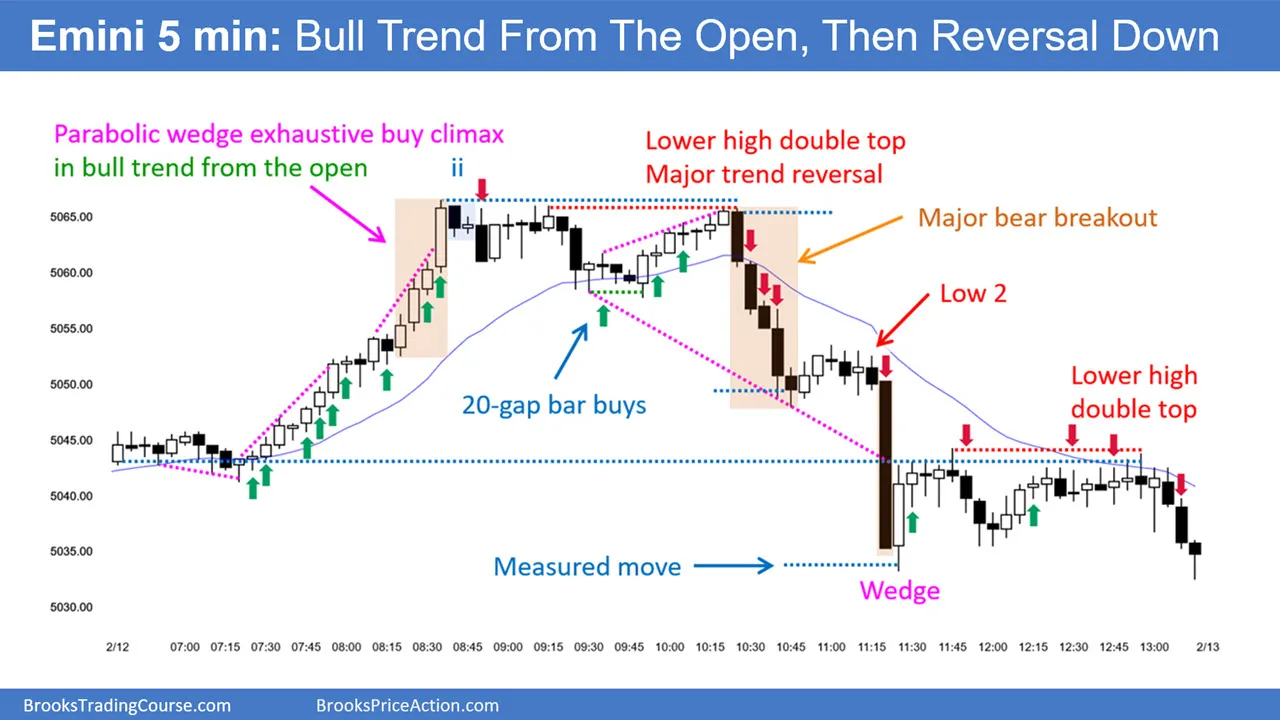 Emini 5 min: Bull Trend From The Open, Then Reversal Down
Parabolic wedge exhaustive buy climax
in bull trend from the open
ii
Lower high double top
Major trend reversal
Major bear breakout
Low 2
20-gap bar buys
Lower high
double top
Measured move
Wedge
5065.00
5060.00
5055.00
5050.00
5045.00
5040.00
5035.00
5030.00
2/12 07:00 07:15 07:30 07:45 08:00 08:15 08:30 08:45 09:00 09:15 09:30 09:45 10:00 10:15 10:30 10:45 11:00 11:15 11:30 11:45 12:00 12:15 12:30 12:45 13:00 2/13
BrooksTradingCourse.com BrooksPriceAction.com